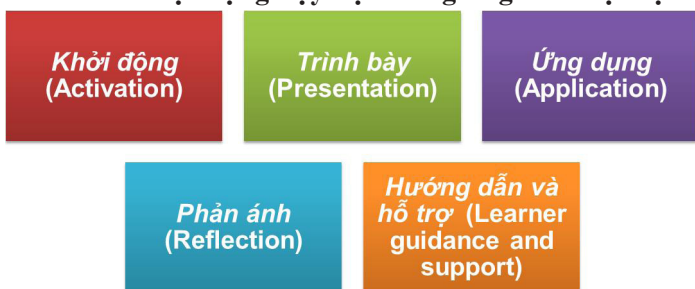 Khởi động
(Activation)
Trình bày
(Presentation)
Ứng dụng
(Application)
Phản ánh
(Reflection)
Hướng dẫn và
hỗ trợ (Learner
guidance and
support)